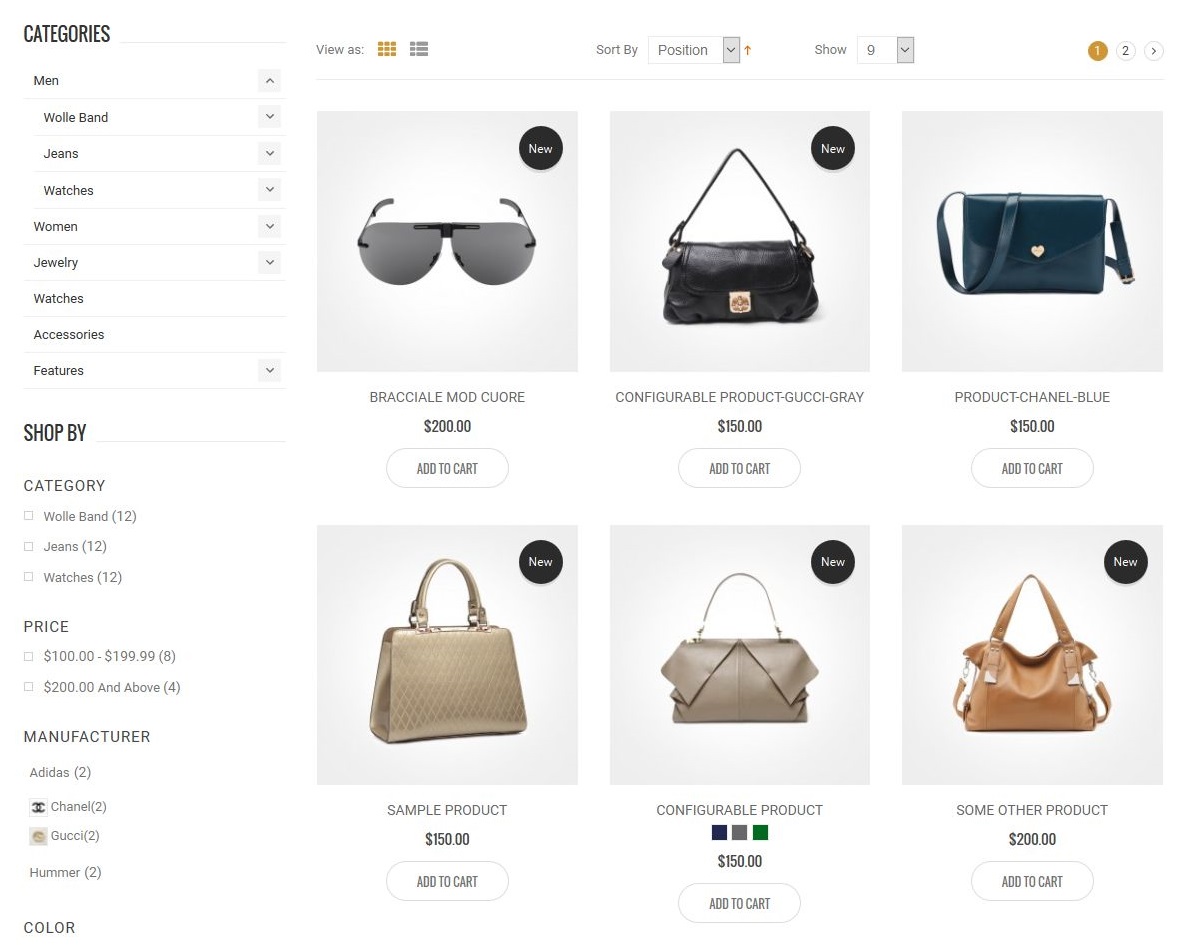 CATEGORIES
Men
Wolle Band
Jeans
Watches
Women
Jewelry
Watches
Accessories
Features
SHOP BY
CATEGORY
Wolle Band (12)
Jeans (12)
Watches (12)
PRICE
$100.00 - $199.99 (8)
$200.00 And Above (4)
MANUFACTURER
Adidas (2)
Chanel(2)
Gucci(2)
Hummer (2)
COLOR
View as: Sort By Position Show 9 1 2
New
New
BRACCIALE MOD CUORE
$200.00
ADD TO CART
CONFIGURABLE PRODUCT-GUCCI-GRAY
$150.00
ADD TO CART
PRODUCT-CHANEL-BLUE
$150.00
ADD TO CART
New
New
New
SAMPLE PRODUCT
$150.00
ADD TO CART
CONFIGURABLE PRODUCT
$150.00
ADD TO CART
SOME OTHER PRODUCT
$200.00
ADD TO CART